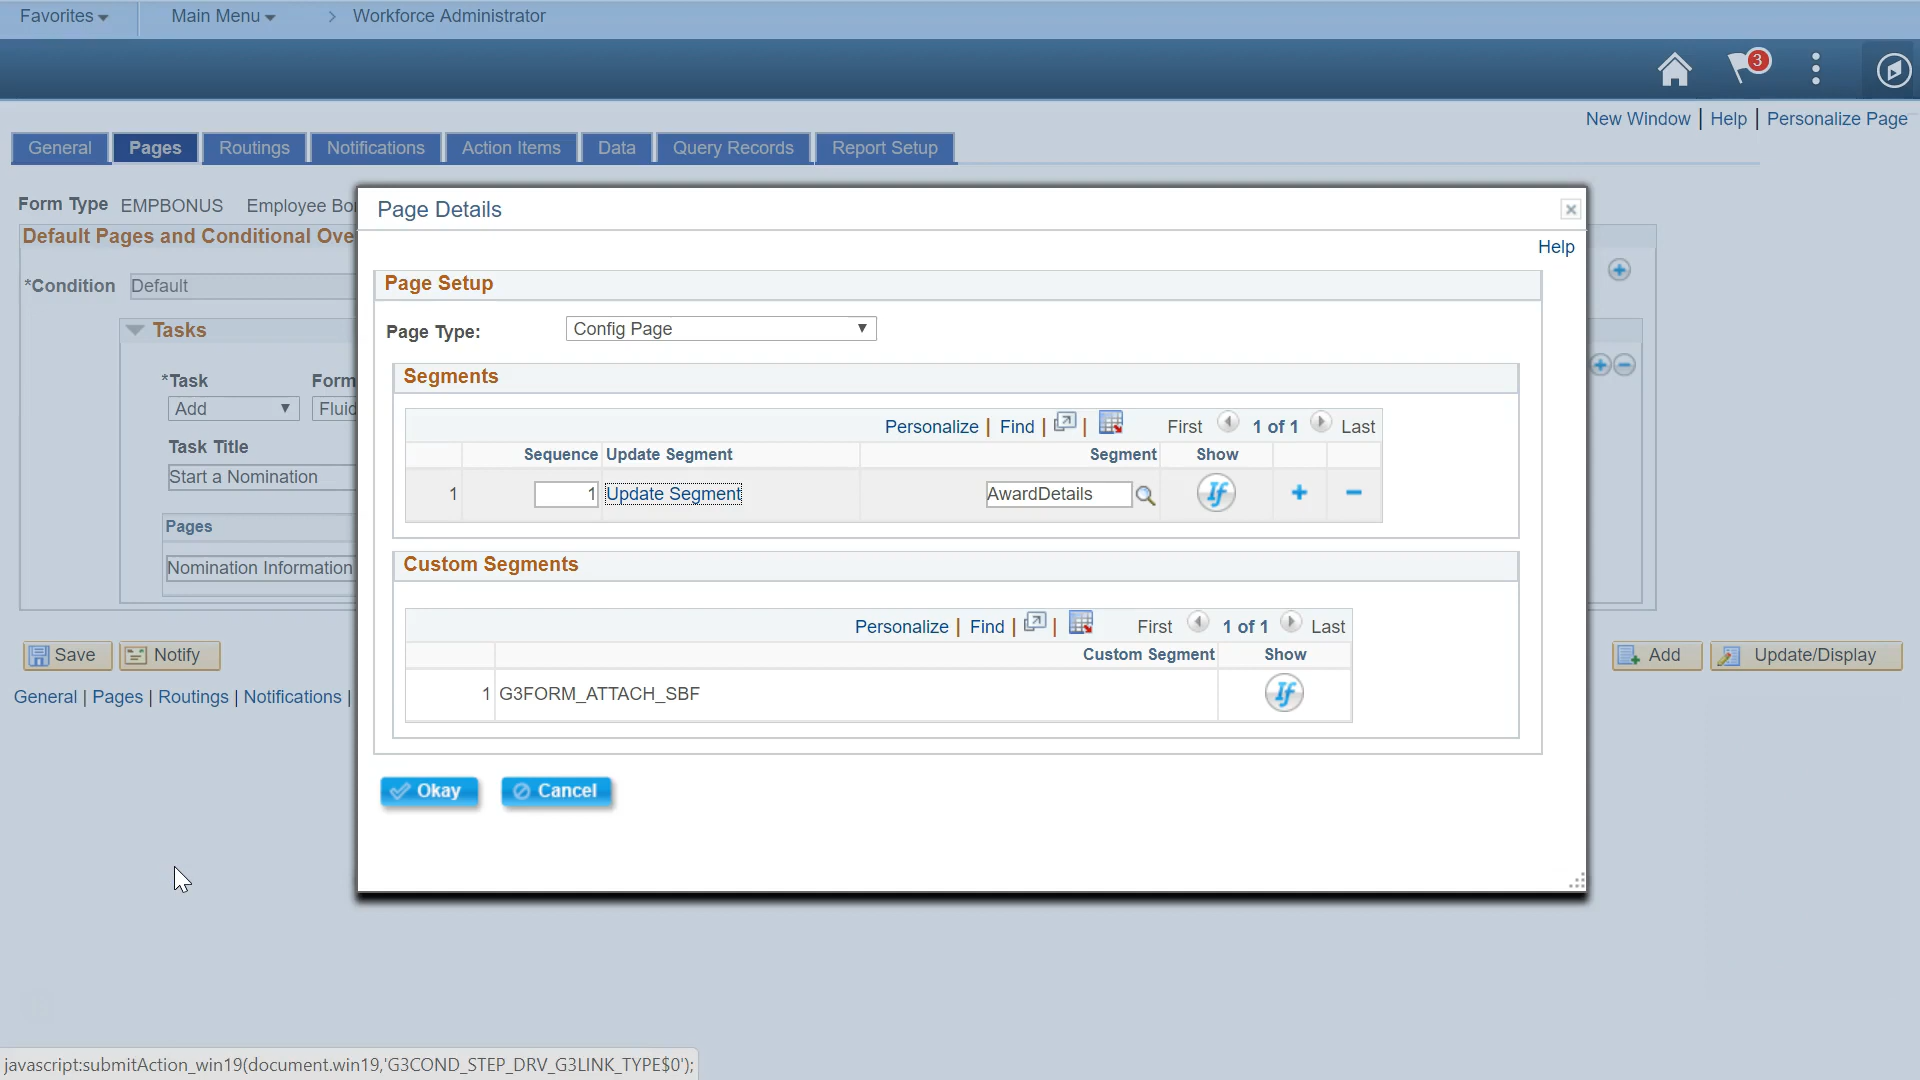 Favorites Main Menu > Workforce Administrator
3
New Window | Help | Personalize Page
General Pages Routings Notifications Action Items Data Query Records Report Setup
Form Type EMPBONUS Employee Bo
Default Pages and Conditional Ove
*Condition Default
Tasks
*Task Form
Add Fluid
Task Title
Start a Nomination
Pages
Nomination Information
Save Notify
Add Update/Display
General | Pages | Routings | Notifications |
Page Details
Help
Page Setup
Page Type: Config Page
Segments
Personalize | Find | | First 1 of 1 Last
Sequence Update Segment Segment Show
1 1 Update Segment AwardDetails If + −
Custom Segments
Personalize | Find | | First 1 of 1 Last
Custom Segment Show
1 G3FORM_ATTACH_SBF If
Okay Cancel
javascript:submitAction_win19(document.win19,'G3COND_STEP_DRV_G3LINK_TYPE$0');